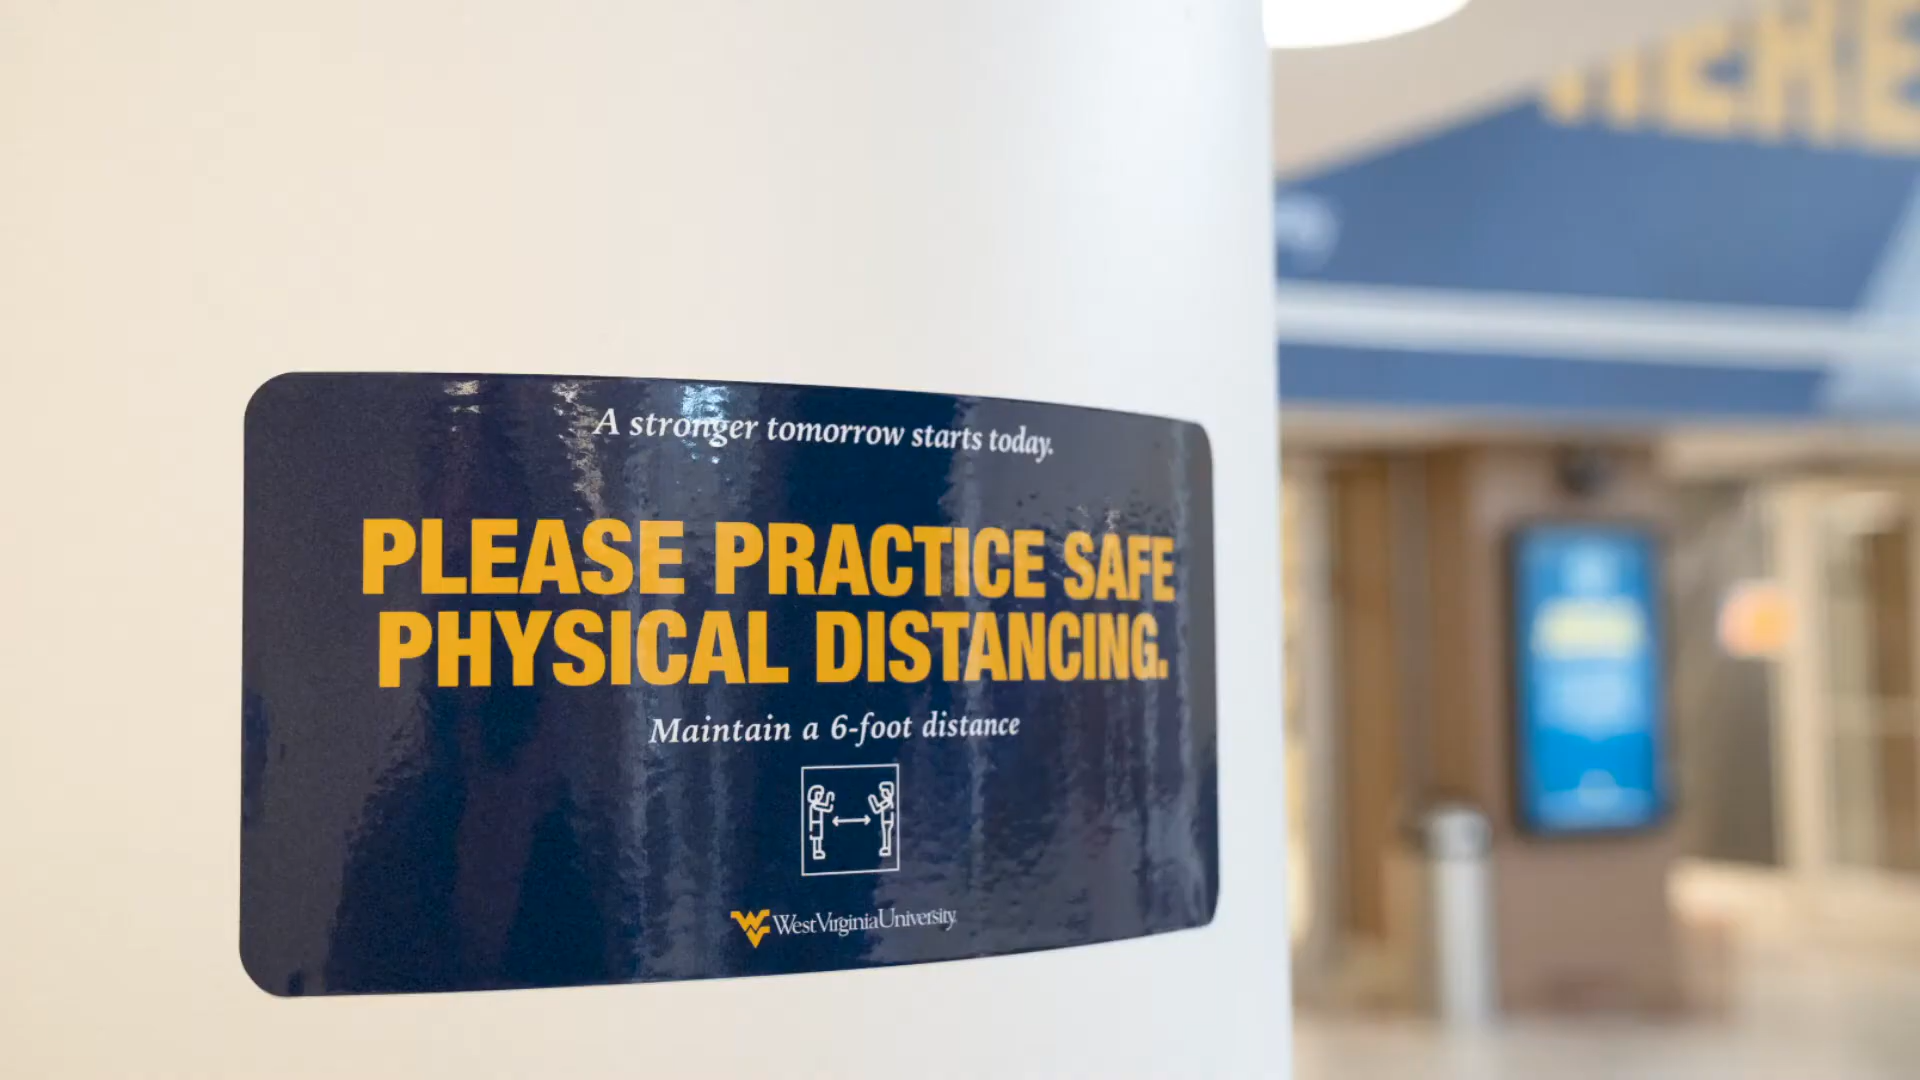 A stronger tomorrow starts today.
PLEASE PRACTICE SAFE
PHYSICAL DISTANCING.
Maintain a 6-foot distance
WestVirginiaUniversity.